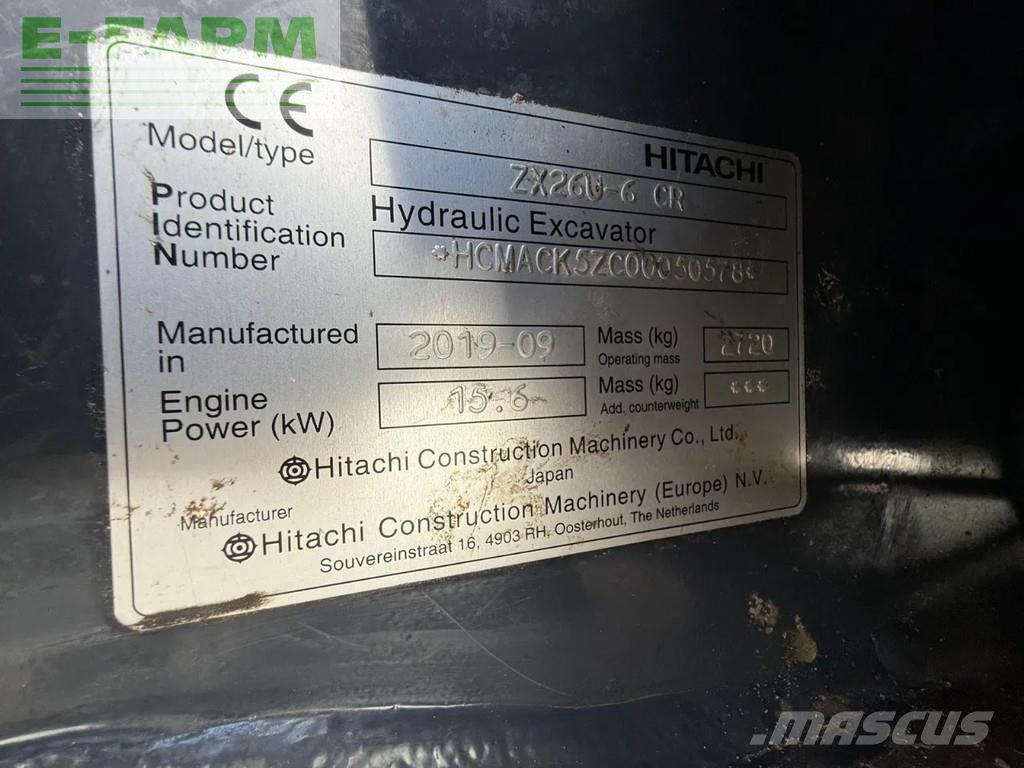 E-FARM
CE
HITACHI
Model/type ZX26U-6 CR
Hydraulic Excavator
Product
Identification
Number *HCMACK5ZC00050578*
Manufactured
in 2019-09
Mass (kg)
Operating mass 2720
Engine
Power (kW) 15.6
Mass (kg)
Add. counterweight ***
Hitachi Construction Machinery Co., Ltd.
Japan
Manufacturer
Hitachi Construction Machinery (Europe) N.V.
Souvereinstraat 16, 4903 RH, Oosterhout, The Netherlands
MASCUS